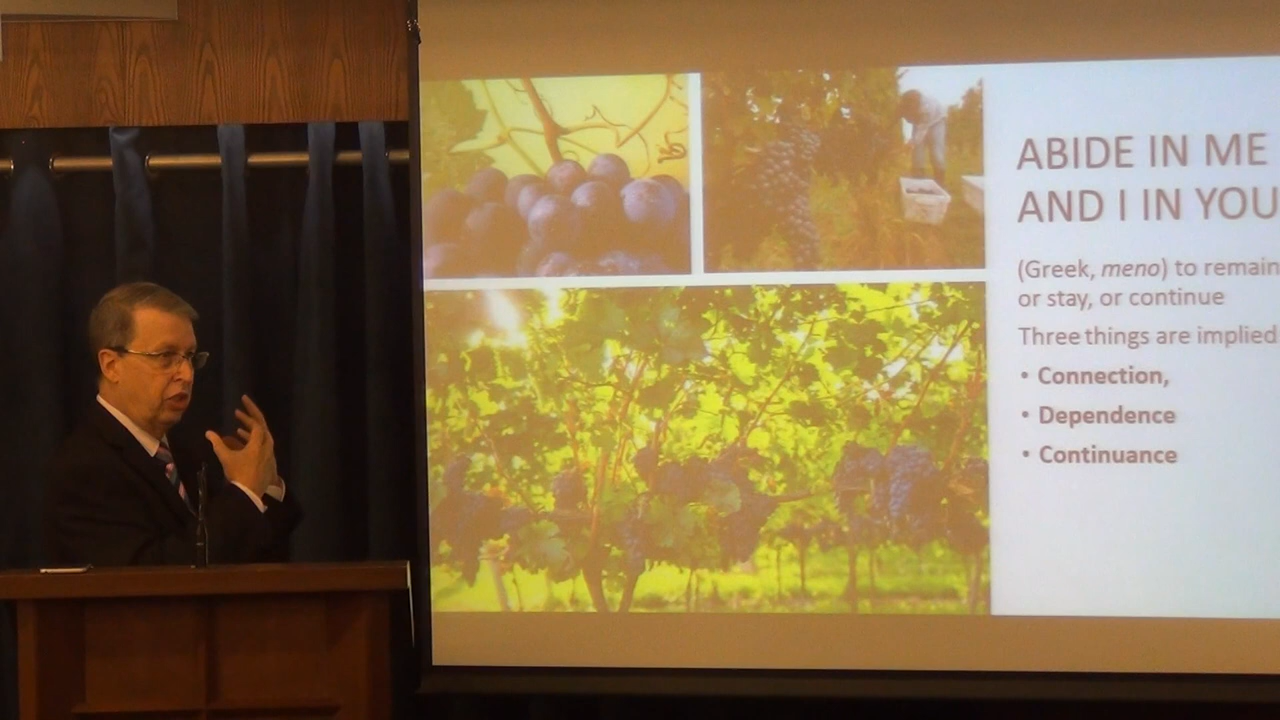 ABIDE IN ME
AND I IN YOU
(Greek, meno) to remain
or stay, or continue
Three things are implied
• Connection,
• Dependence
• Continuance